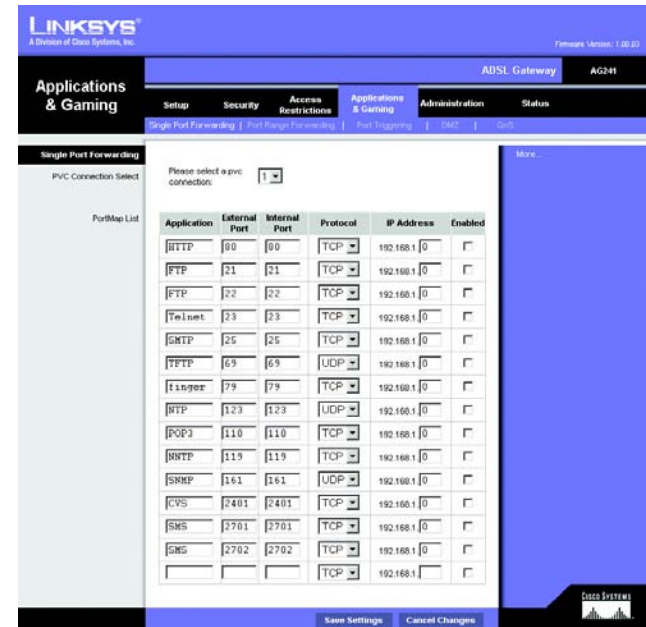 LINKSYS®
A Division of Cisco Systems, Inc.
Firmware Version: 1.00.03
ADSL Gateway AG241
Applications & Gaming
Setup Security Access Restrictions Applications & Gaming Administration Status
Single Port Forwarding | Port Range Forwarding | Port Triggering | DMZ | QoS
Single Port Forwarding
More...
PVC Connection Select
Please select a pvc connection: 1
PortMap List
Application External Port Internal Port Protocol IP Address Enabled
HTTP 80 80 TCP 192.168.1. 0
FTP 21 21 TCP 192.168.1. 0
FTP 22 22 TCP 192.168.1. 0
Telnet 23 23 TCP 192.168.1. 0
SMTP 25 25 TCP 192.168.1. 0
TFTP 69 69 UDP 192.168.1. 0
finger 79 79 TCP 192.168.1. 0
NTP 123 123 UDP 192.168.1. 0
POP3 110 110 TCP 192.168.1. 0
NNTP 119 119 TCP 192.168.1. 0
SNMP 161 161 UDP 192.168.1. 0
CVS 2401 2401 TCP 192.168.1. 0
SMS 2701 2701 TCP 192.168.1. 0
SMS 2702 2702 TCP 192.168.1. 0
TCP 192.168.1.
Save Settings Cancel Changes
CISCO SYSTEMS